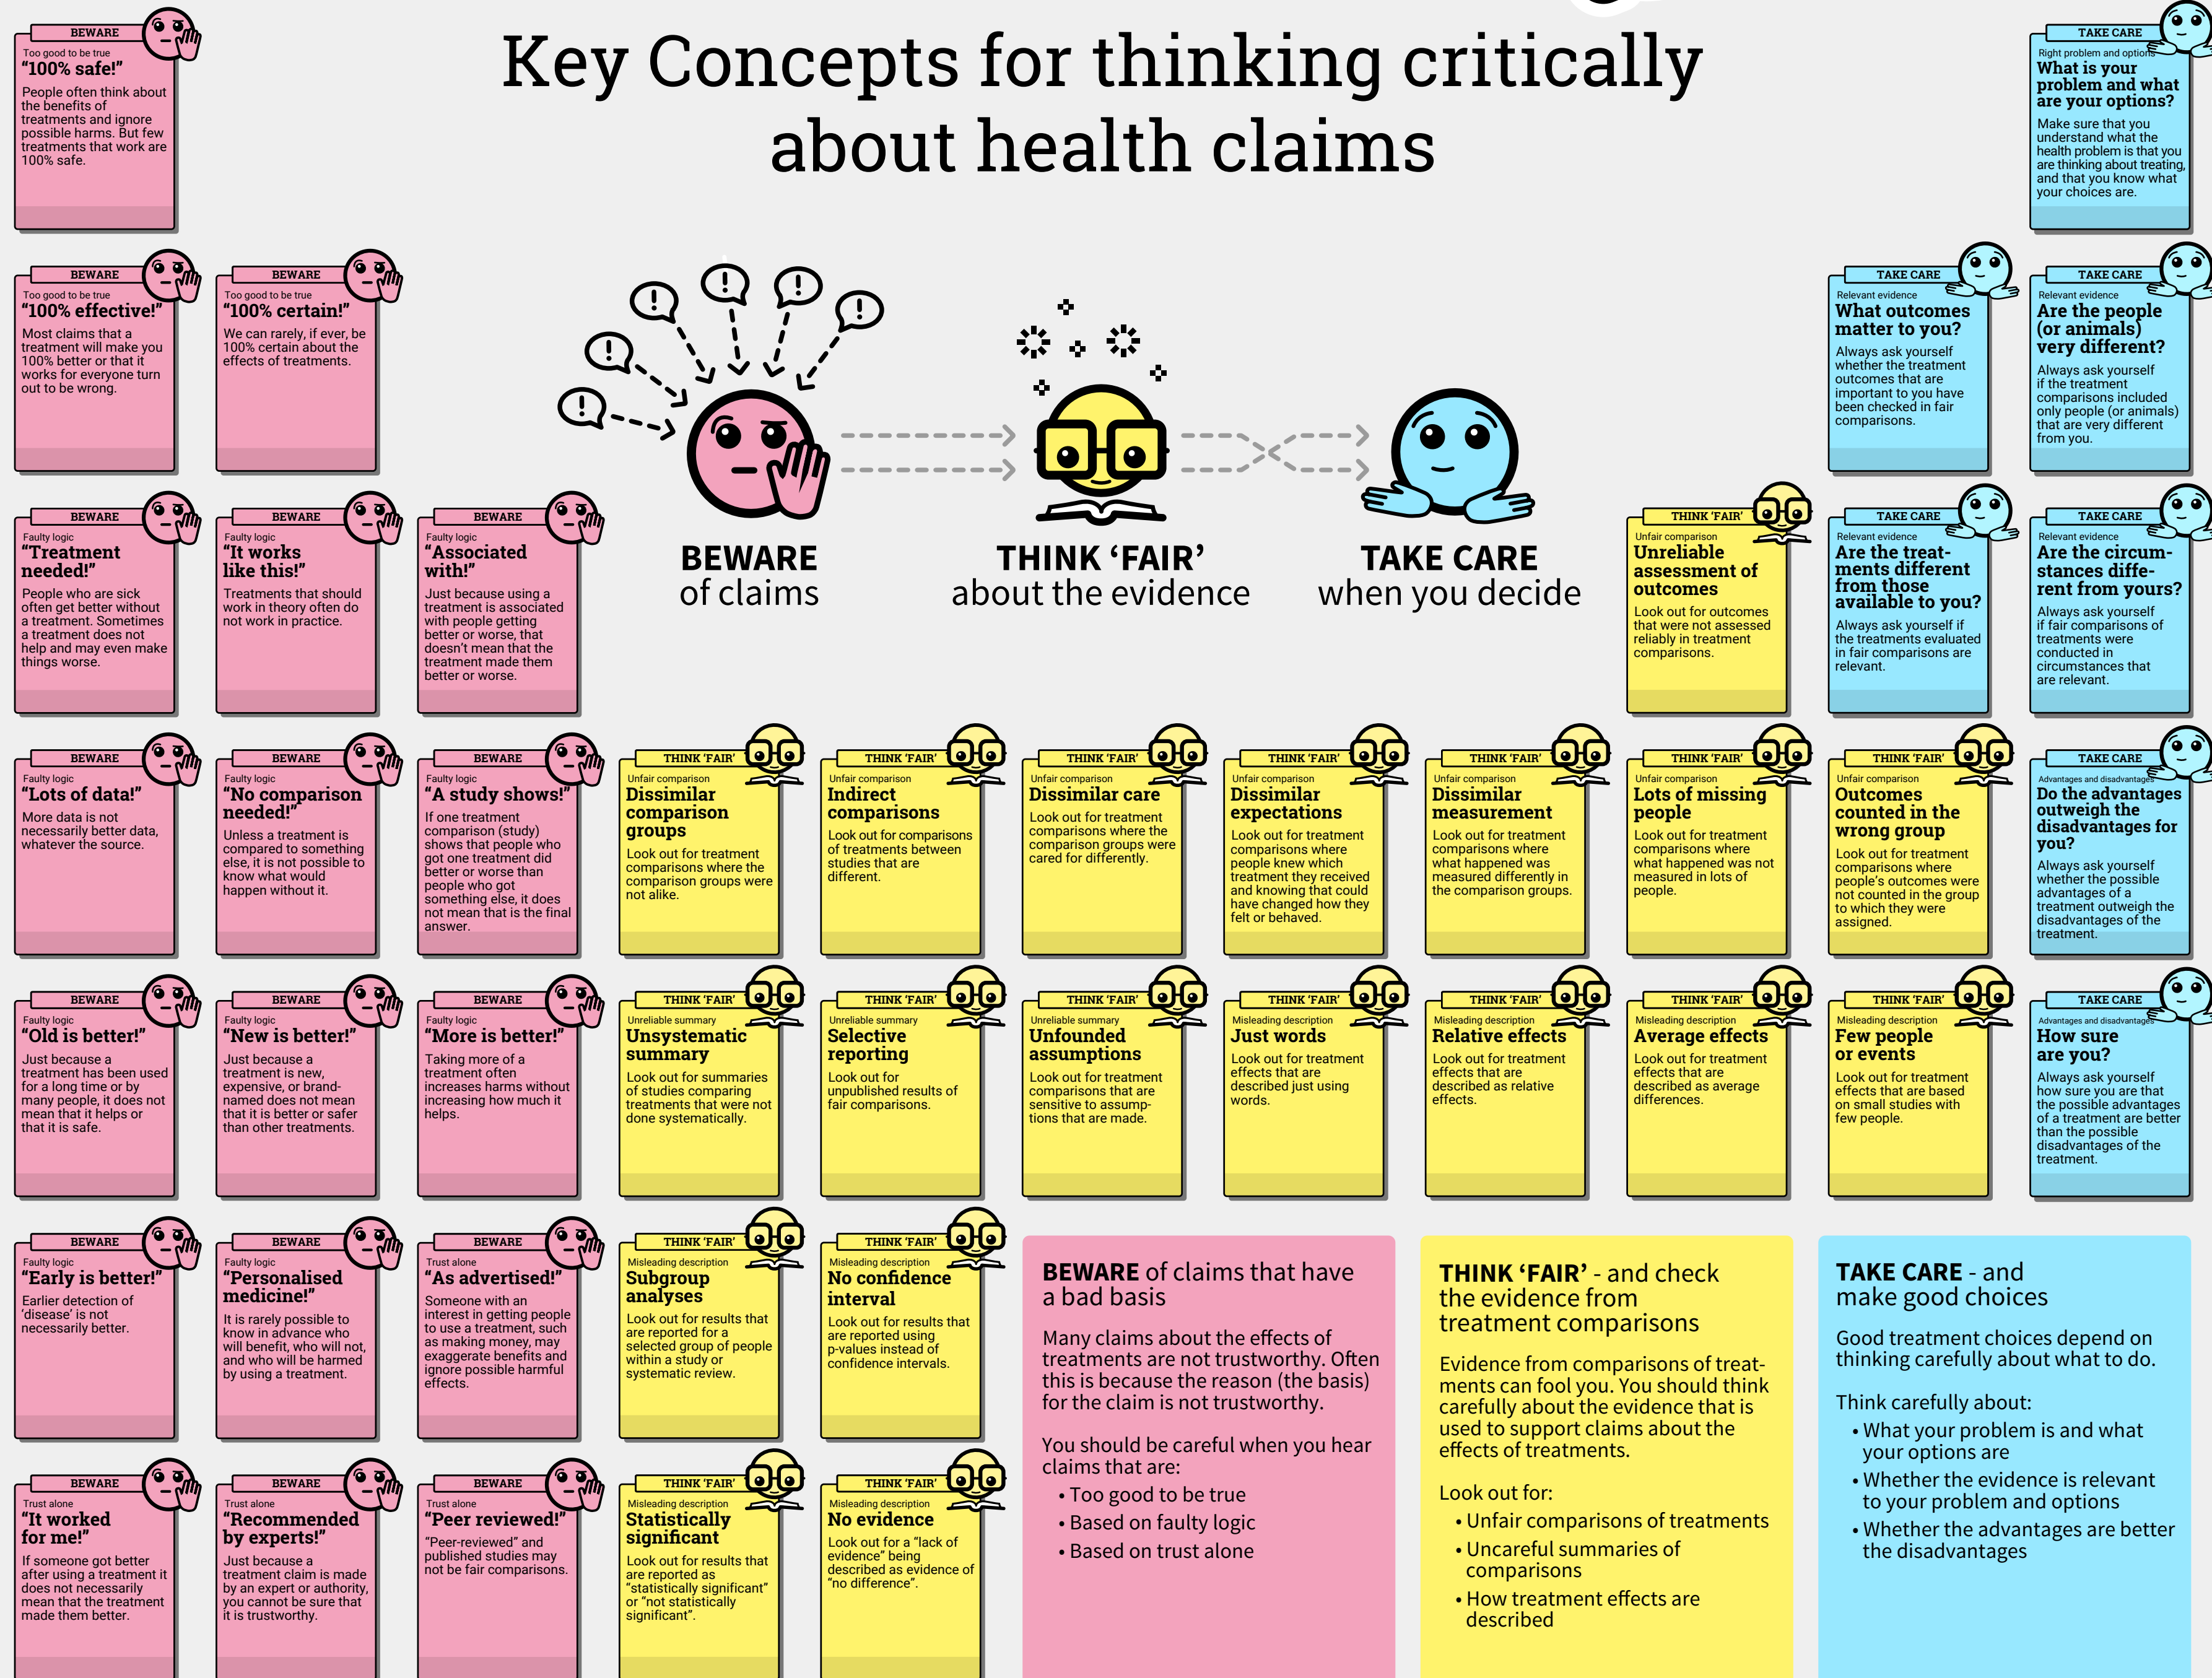 Key Concepts for thinking critically
about health claims
BEWARE
Too good to be true
“100% safe!”
People often think about
the benefits of
treatments and ignore
possible harms. But few
treatments that work are
100% safe.
TAKE CARE
Right problem and options
What is your
problem and what
are your options?
Make sure that you
understand what the
health problem is that you
are thinking about treating,
and that you know what
your choices are.
BEWARE
Too good to be true
“100% effective!”
Most claims that a
treatment will make you
100% better or that it
works for everyone turn
out to be wrong.
BEWARE
Too good to be true
“100% certain!”
We can rarely, if ever, be
100% certain about the
effects of treatments.
!
!
!
!
!
!
BEWARE
of claims
THINK ‘FAIR’
about the evidence
TAKE CARE
when you decide
TAKE CARE
Relevant evidence
What outcomes
matter to you?
Always ask yourself
whether the treatment
outcomes that are
important to you have
been checked in fair
comparisons.
TAKE CARE
Relevant evidence
Are the people
(or animals)
very different?
Always ask yourself
if the treatment
comparisons included
only people (or animals)
that are very different
from you.
BEWARE
Faulty logic
“Treatment
needed!”
People who are sick
often get better without
a treatment. Sometimes
a treatment does not
help and may even make
things worse.
BEWARE
Faulty logic
“It works
like this!”
Treatments that should
work in theory often do
not work in practice.
BEWARE
Faulty logic
“Associated
with!”
Just because using a
treatment is associated
with people getting
better or worse, that
doesn’t mean that the
treatment made them
better or worse.
THINK ‘FAIR’
Unfair comparison
Unreliable
assessment of
outcomes
Look out for outcomes
that were not assessed
reliably in treatment
comparisons.
TAKE CARE
Relevant evidence
Are the treat-
ments different
from those
available to you?
Always ask yourself if
the treatments evaluated
in fair comparisons are
relevant.
TAKE CARE
Relevant evidence
Are the circum-
stances diffe-
rent from yours?
Always ask yourself
if fair comparisons of
treatments were
conducted in
circumstances that
are relevant.
BEWARE
Faulty logic
“Lots of data!”
More data is not
necessarily better data,
whatever the source.
BEWARE
Faulty logic
“No comparison
needed!”
Unless a treatment is
compared to something
else, it is not possible to
know what would
happen without it.
BEWARE
Faulty logic
“A study shows!”
If one treatment
comparison (study)
shows that people who
got one treatment did
better or worse than
people who got
something else, it does
not mean that is the final
answer.
THINK ‘FAIR’
Unfair comparison
Dissimilar
comparison
groups
Look out for treatment
comparisons where the
comparison groups were
not alike.
THINK ‘FAIR’
Unfair comparison
Indirect
comparisons
Look out for comparisons
of treatments between
studies that are
different.
THINK ‘FAIR’
Unfair comparison
Dissimilar care
Look out for treatment
comparisons where the
comparison groups were
cared for differently.
THINK ‘FAIR’
Unfair comparison
Dissimilar
expectations
Look out for treatment
comparisons where
people knew which
treatment they received
and knowing that could
have changed how they
felt or behaved.
THINK ‘FAIR’
Unfair comparison
Dissimilar
measurement
Look out for treatment
comparisons where
what happened was
measured differently in
the comparison groups.
THINK ‘FAIR’
Unfair comparison
Lots of missing
people
Look out for treatment
comparisons where
what happened was not
measured in lots of
people.
THINK ‘FAIR’
Unfair comparison
Outcomes
counted in the
wrong group
Look out for treatment
comparisons where
people’s outcomes were
not counted in the group
to which they were
assigned.
TAKE CARE
Advantages and disadvantages
Do the advantages
outweigh the
disadvantages for
you?
Always ask yourself
whether the possible
advantages of a
treatment outweigh the
disadvantages of the
treatment.
BEWARE
Faulty logic
“Old is better!”
Just because a
treatment has been used
for a long time or by
many people, it does not
mean that it helps or
that it is safe.
BEWARE
Faulty logic
“New is better!”
Just because a
treatment is new,
expensive, or brand-
named does not mean
that it is better or safer
than other treatments.
BEWARE
Faulty logic
“More is better!”
Taking more of a
treatment often
increases harms without
increasing how much it
helps.
THINK ‘FAIR’
Unreliable summary
Unsystematic
summary
Look out for summaries
of studies comparing
treatments that were not
done systematically.
THINK ‘FAIR’
Unreliable summary
Selective
reporting
Look out for
unpublished results of
fair comparisons.
THINK ‘FAIR’
Unreliable summary
Unfounded
assumptions
Look out for treatment
comparisons that are
sensitive to assump-
tions that are made.
THINK ‘FAIR’
Misleading description
Just words
Look out for treatment
effects that are
described just using
words.
THINK ‘FAIR’
Misleading description
Relative effects
Look out for treatment
effects that are
described as relative
effects.
THINK ‘FAIR’
Misleading description
Average effects
Look out for treatment
effects that are
described as average
differences.
THINK ‘FAIR’
Misleading description
Few people
or events
Look out for treatment
effects that are based
on small studies with
few people.
TAKE CARE
Advantages and disadvantages
How sure
are you?
Always ask yourself
how sure you are that
the possible advantages
of a treatment are better
than the possible
disadvantages of the
treatment.
BEWARE
Faulty logic
“Early is better!”
Earlier detection of
‘disease’ is not
necessarily better.
BEWARE
Faulty logic
“Personalised
medicine!”
It is rarely possible to
know in advance who
will benefit, who will not,
and who will be harmed
by using a treatment.
BEWARE
Trust alone
“As advertised!”
Someone with an
interest in getting people
to use a treatment, such
as making money, may
exaggerate benefits and
ignore possible harmful
effects.
THINK ‘FAIR’
Misleading description
Subgroup
analyses
Look out for results that
are reported for a
selected group of people
within a study or
systematic review.
THINK ‘FAIR’
Misleading description
No confidence
interval
Look out for results that
are reported using
p-values instead of
confidence intervals.
BEWARE
Trust alone
“It worked
for me!”
If someone got better
after using a treatment it
does not necessarily
mean that the treatment
made them better.
BEWARE
Trust alone
“Recommended
by experts!”
Just because a
treatment claim is made
by an expert or authority,
you cannot be sure that
it is trustworthy.
BEWARE
Trust alone
“Peer reviewed!”
“Peer-reviewed” and
published studies may
not be fair comparisons.
THINK ‘FAIR’
Misleading description
Statistically
significant
Look out for results that
are reported as
“statistically significant”
or “not statistically
significant”.
THINK ‘FAIR’
Misleading description
No evidence
Look out for a “lack of
evidence” being
described as evidence of
“no difference”.
BEWARE of claims that have
a bad basis
Many claims about the effects of
treatments are not trustworthy. Often
this is because the reason (the basis)
for the claim is not trustworthy.
You should be careful when you hear
claims that are:
• Too good to be true
• Based on faulty logic
• Based on trust alone
THINK ‘FAIR’ - and check
the evidence from
treatment comparisons
Evidence from comparisons of treat-
ments can fool you. You should think
carefully about the evidence that is
used to support claims about the
effects of treatments.
Look out for:
• Unfair comparisons of treatments
• Uncareful summaries of
comparisons
• How treatment effects are
described
TAKE CARE - and
make good choices
Good treatment choices depend on
thinking carefully about what to do.
Think carefully about:
• What your problem is and what
your options are
• Whether the evidence is relevant
to your problem and options
• Whether the advantages are better
the disadvantages